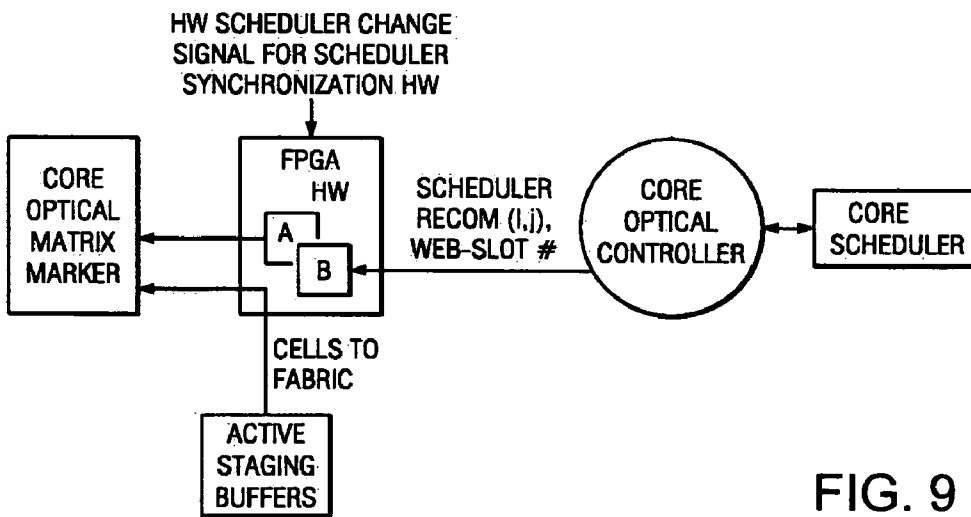 HW SCHEDULER CHANGE
SIGNAL FOR SCHEDULER
SYNCHRONIZATION HW
CORE
OPTICAL
MATRIX
MARKER
FPGA
HW
A
B
SCHEDULER
RECOM (I,j),
WEB-SLOT #
CORE
OPTICAL
CONTROLLER
CORE
SCHEDULER
CELLS TO
FABRIC
ACTIVE
STAGING
BUFFERS
FIG. 9